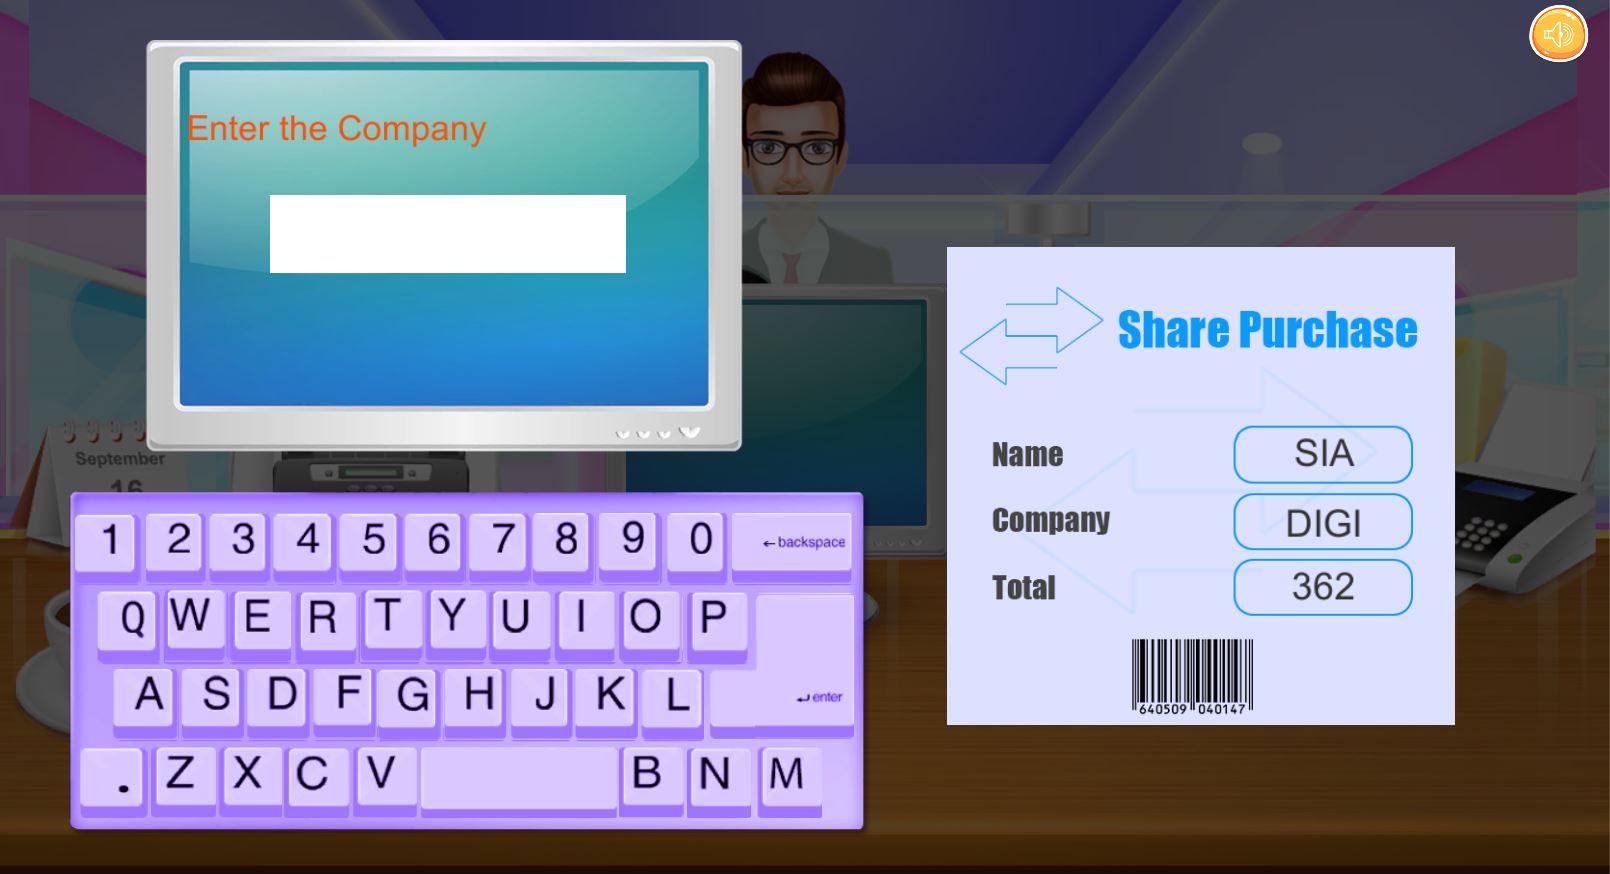 Enter the Company
September
16
Share Purchase
Name SIA
Company DIGI
Total 362
640509 040147
1 2 3 4 5 6 7 8 9 0 ←backspace
Q W E R T Y U I O P
A S D F G H J K L ↵ enter
. Z X C V B N M